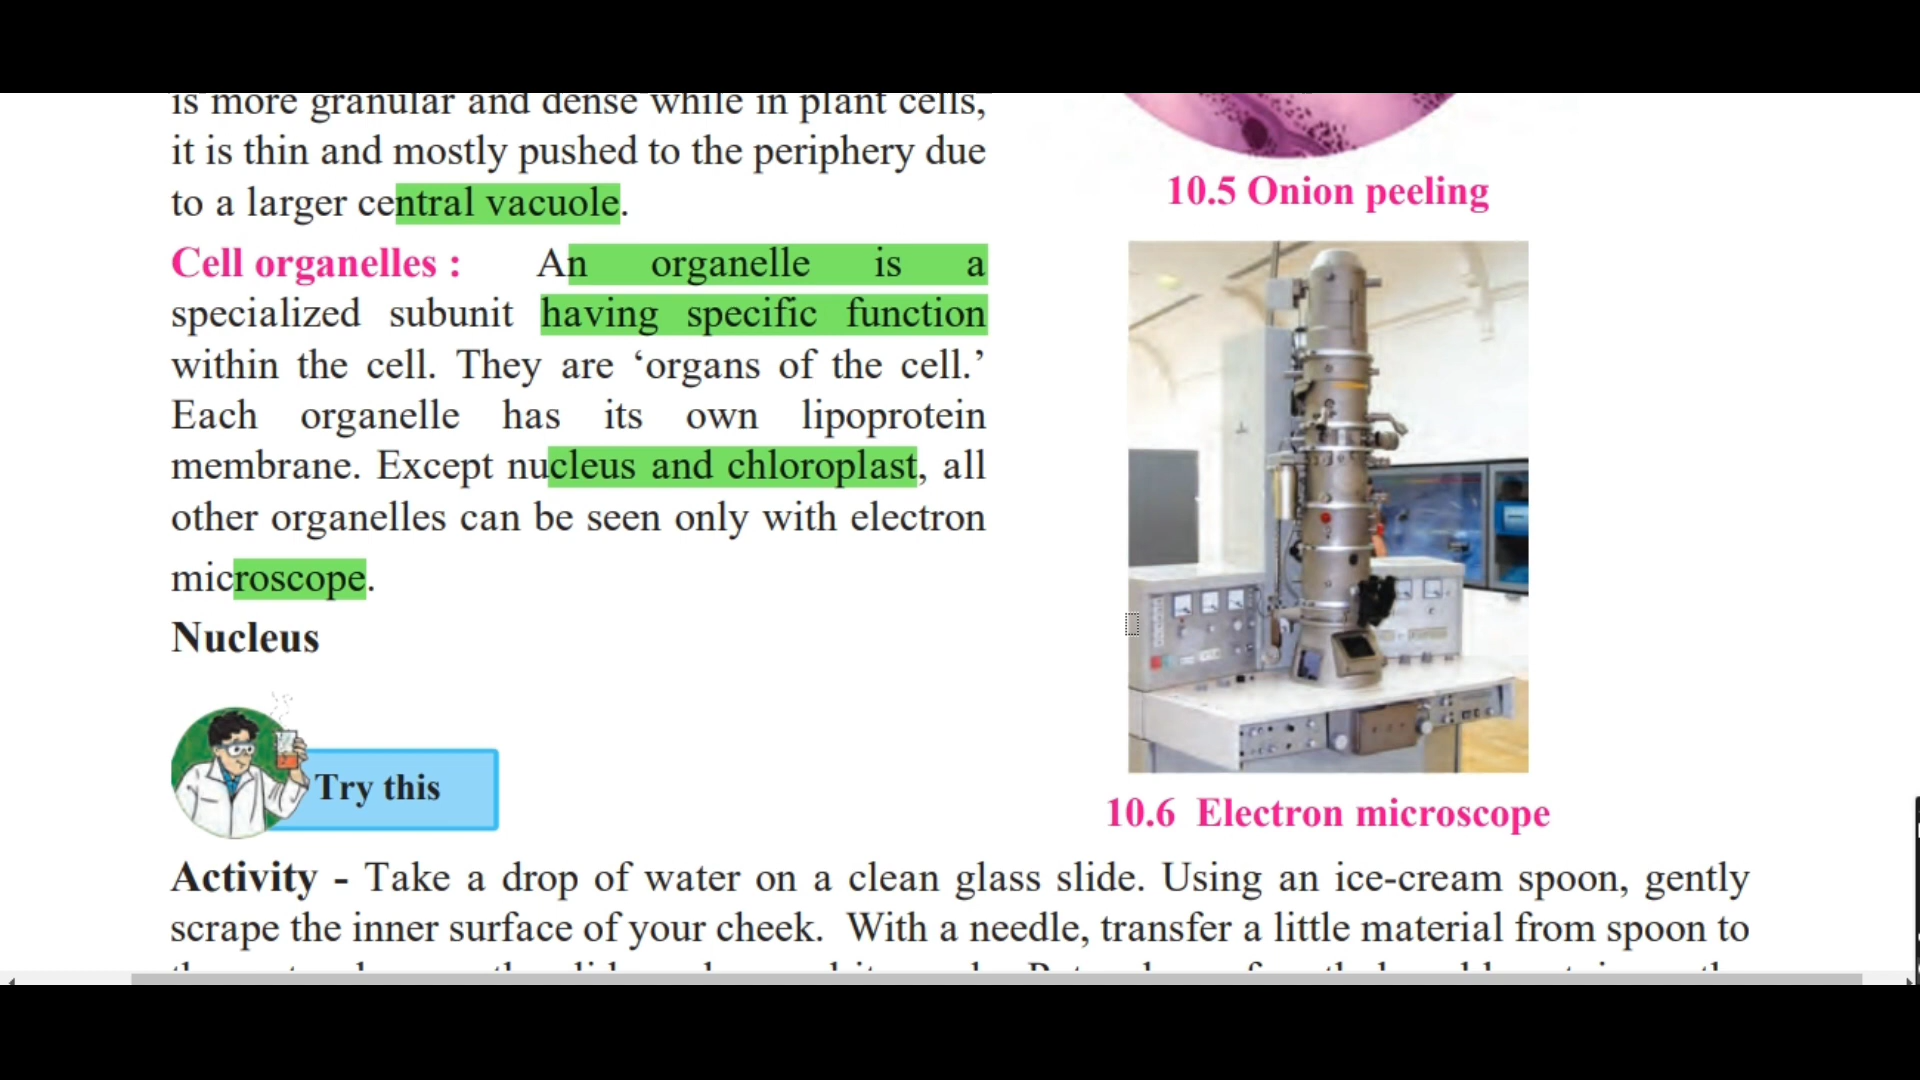 is more granular and dense while in plant cells,
it is thin and mostly pushed to the periphery due
to a larger central vacuole.
Cell organelles : An organelle is a
specialized subunit having specific function
within the cell. They are ‘organs of the cell.’
Each organelle has its own lipoprotein
membrane. Except nucleus and chloroplast, all
other organelles can be seen only with electron
microscope.
Nucleus
Try this
10.5 Onion peeling
10.6 Electron microscope
Activity - Take a drop of water on a clean glass slide. Using an ice-cream spoon, gently
scrape the inner surface of your cheek. With a needle, transfer a little material from spoon to